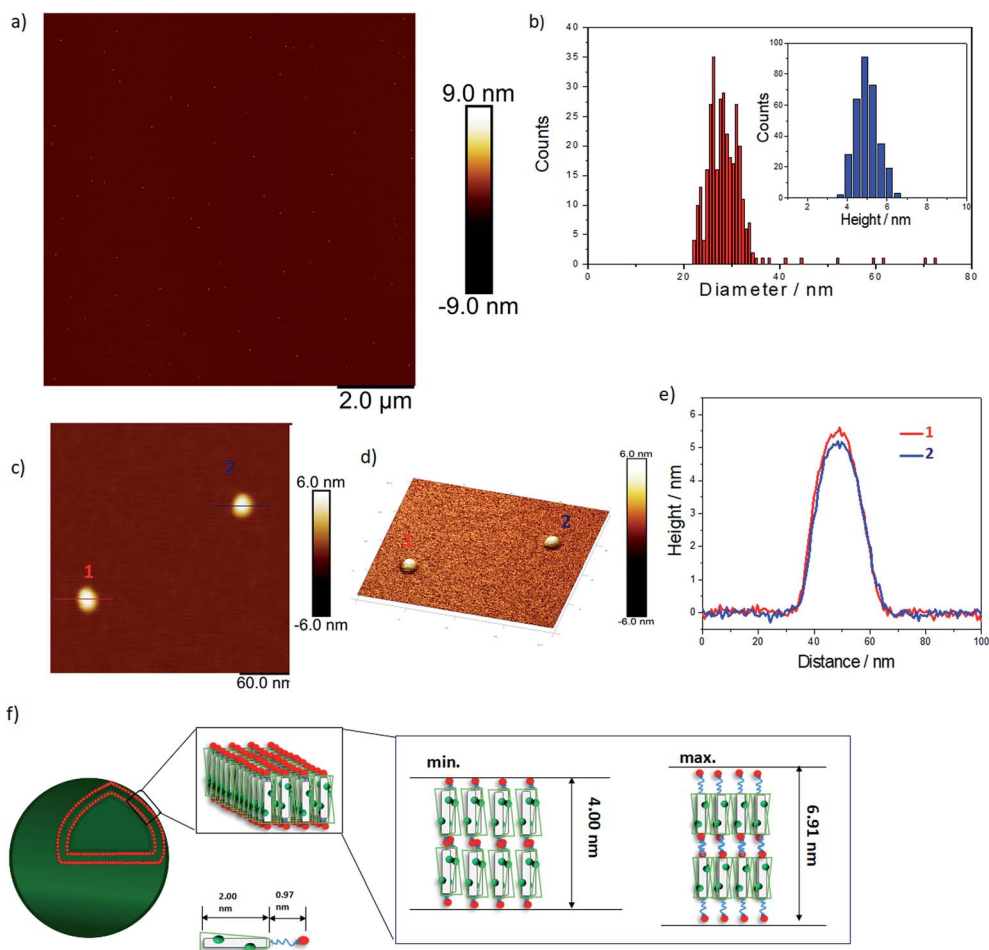 a)
9.0 nm
-9.0 nm
2.0 µm
b)
Counts
40
35
30
25
20
15
10
5
0
0 20 40 60 80
Diameter / nm
Counts
100
80
60
40
20
0
2 4 6 8 10
Height / nm
c)
2
1
6.0 nm
-6.0 nm
60.0 nm
d)
1
2
6.0 nm
-6.0 nm
e)
1
2
Height / nm
6
5
4
3
2
1
0
0 20 40 60 80 100
Distance / nm
f)
2.00
nm
0.97
nm
min.
4.00 nm
max.
6.91 nm